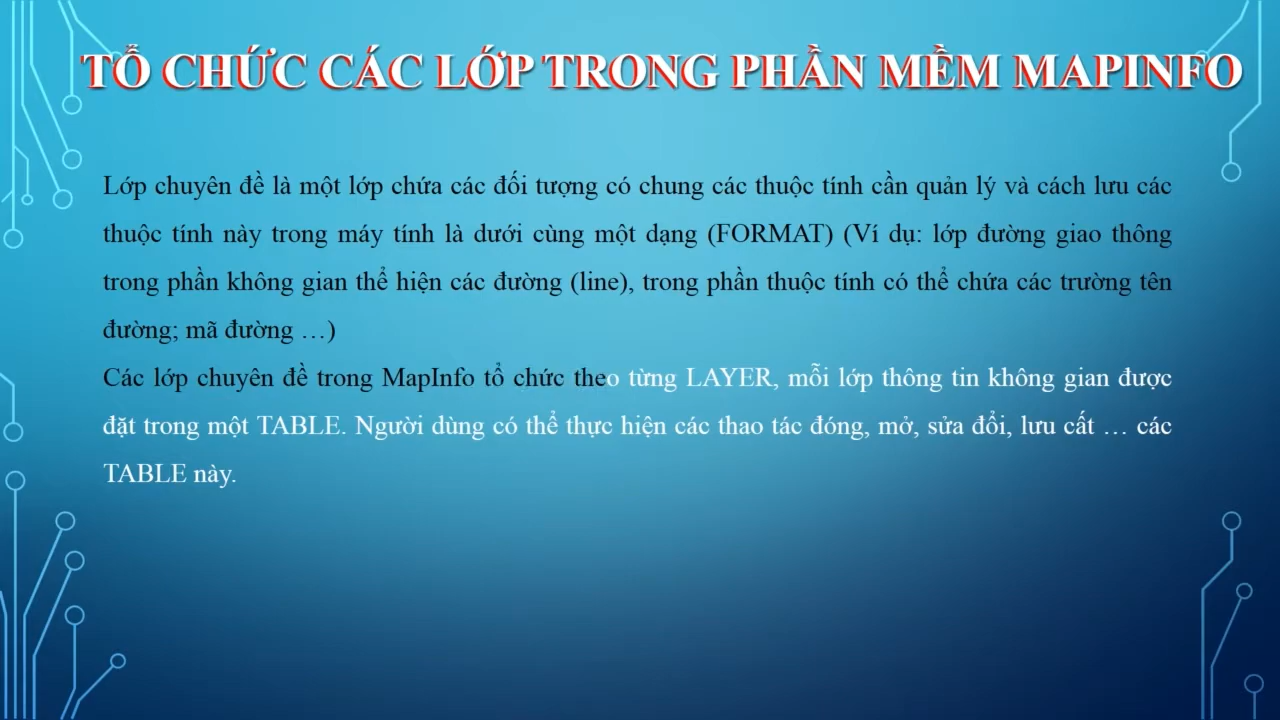 TỔ CHỨC CÁC LỚP TRONG PHẦN MỀM MAPINFO
Lớp chuyên đề là một lớp chứa các đối tượng có chung các thuộc tính cần quản lý và cách lưu các
thuộc tính này trong máy tính là dưới cùng một dạng (FORMAT) (Ví dụ: lớp đường giao thông
trong phần không gian thể hiện các đường (line), trong phần thuộc tính có thể chứa các trường tên
đường; mã đường …)
Các lớp chuyên đề trong MapInfo tổ chức theo từng LAYER, mỗi lớp thông tin không gian được
đặt trong một TABLE. Người dùng có thể thực hiện các thao tác đóng, mở, sửa đổi, lưu cất … các
TABLE này.